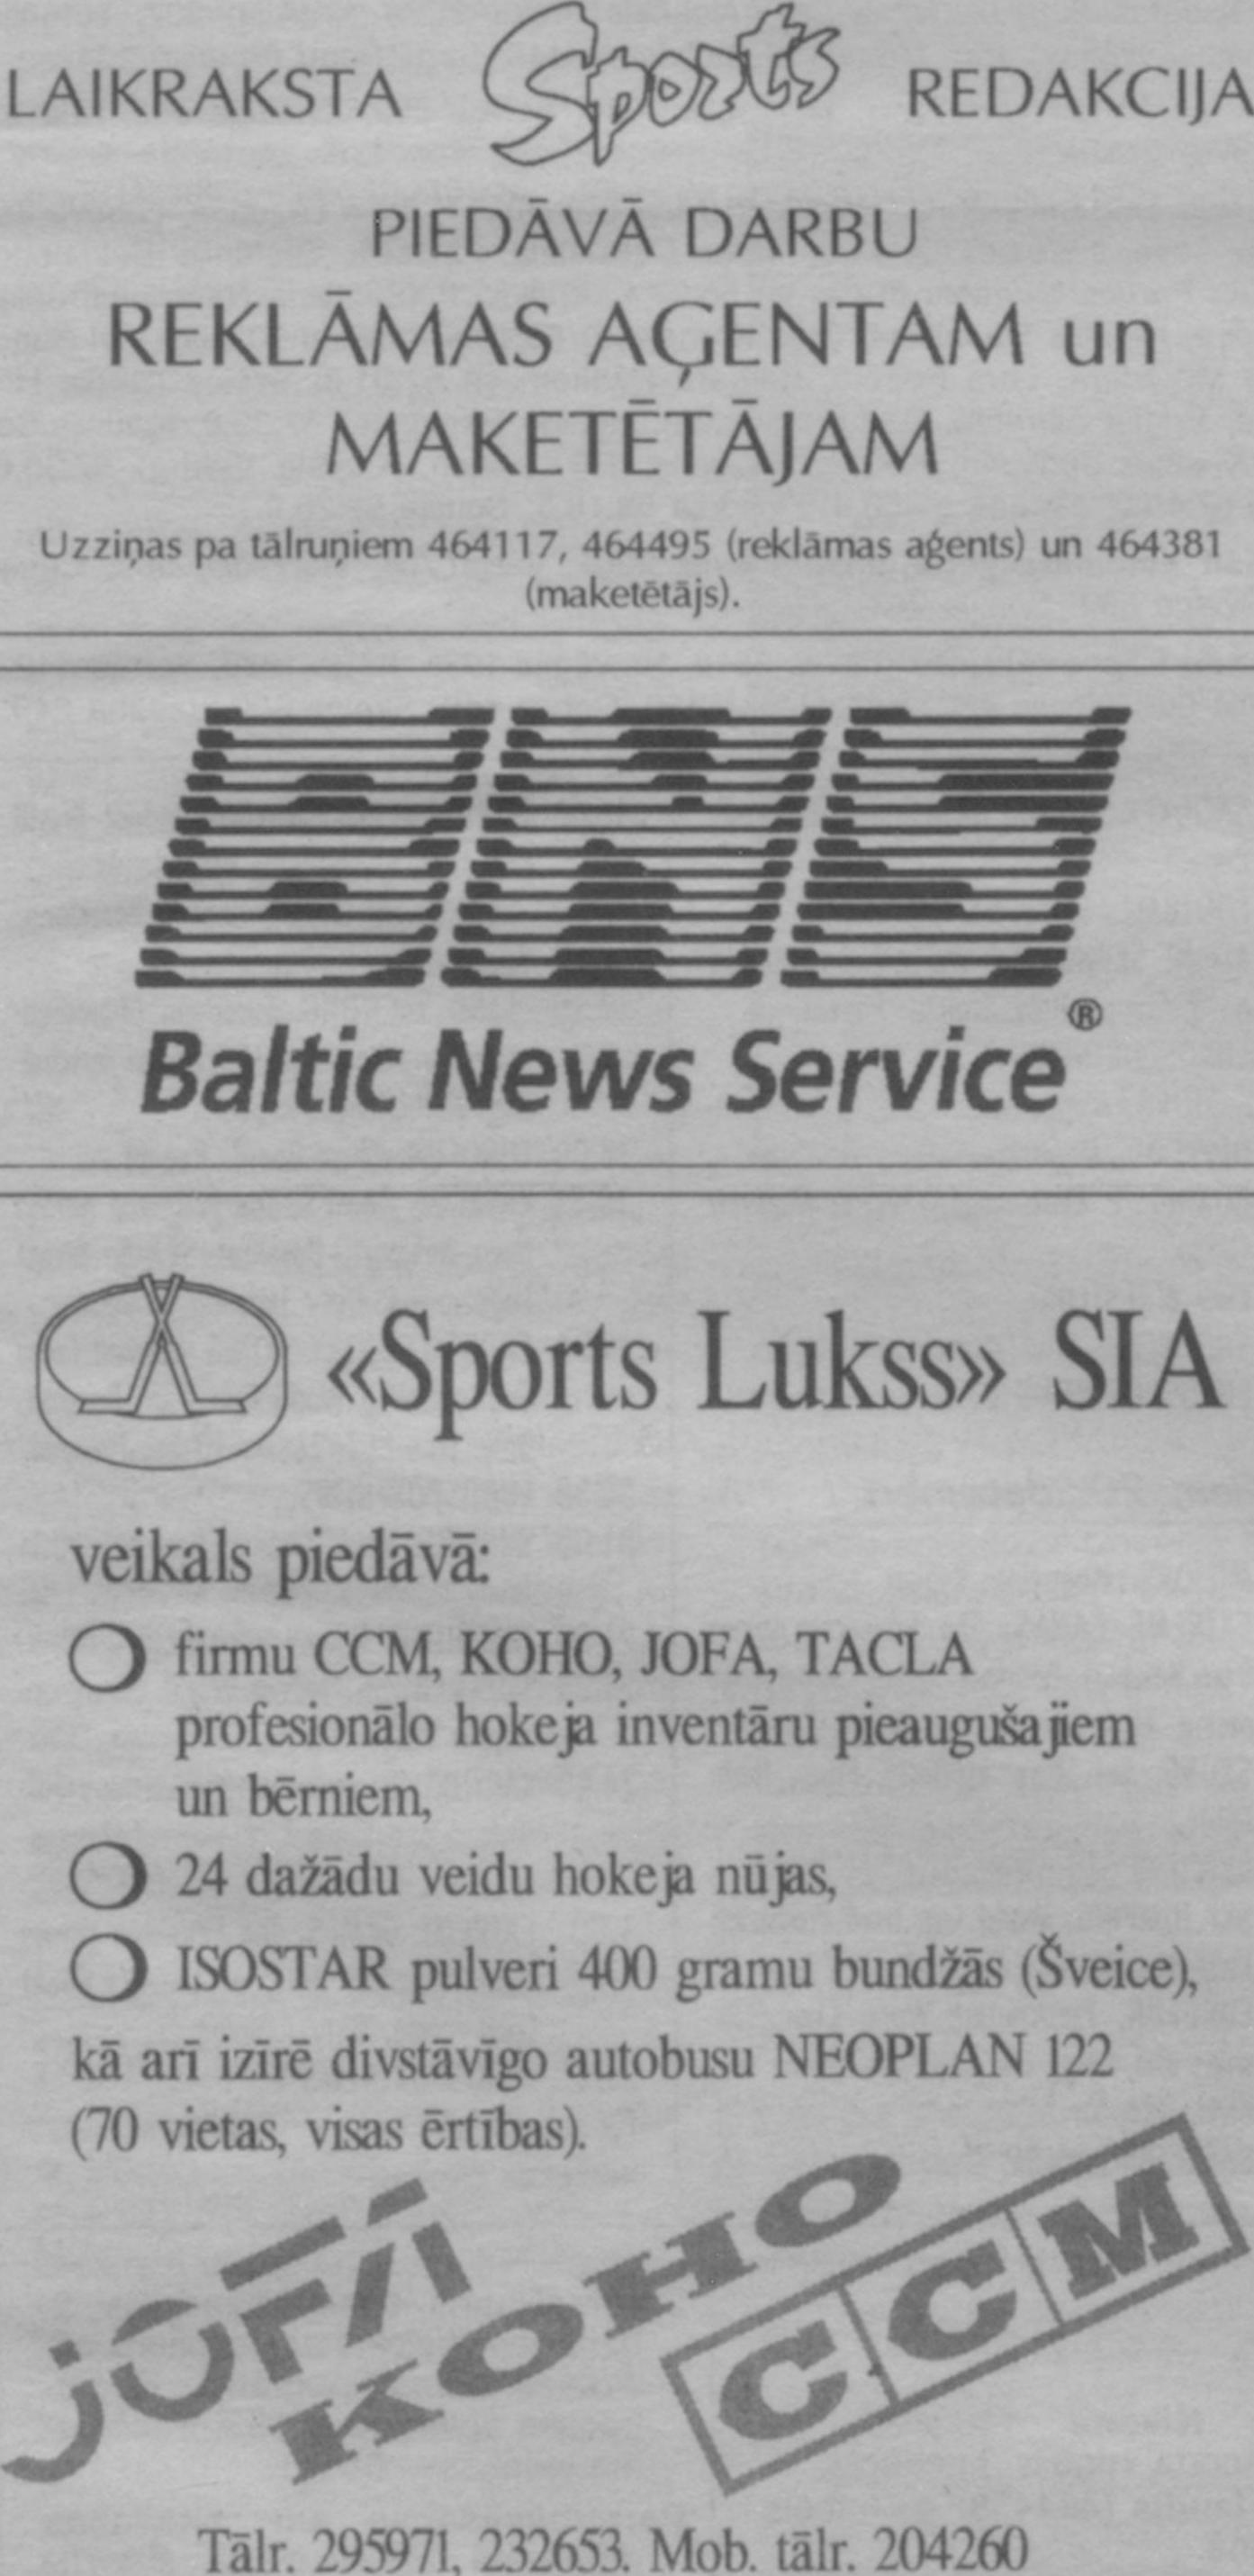 LAIKRAKSTA Sports REDAKCIJA
PIEDĀVĀ DARBU
REKLĀMAS AĢENTAM un
MAKETĒTĀJAM
Uzziņas pa tālruņiem 464117, 464495 (reklāmas aģents) un 464381
(maketētājs).
BNS
Baltic News Service®
«Sports Lukss» SIA
veikals piedāvā:
firmu CCM, KOHO, JOFA, TACLA
profesionālo hokeja inventāru pieaugušajiem
un bērniem,
24 dažādu veidu hokeja nūjas,
ISOSTAR pulveri 400 gramu bundžās (Šveice),
kā arī izīrē divstāvīgo autobusu NEOPLAN 122
(70 vietas, visas ērtības).
JOFA
KOHO
CCM
Tālr. 295971, 232653. Mob. tālr. 204260